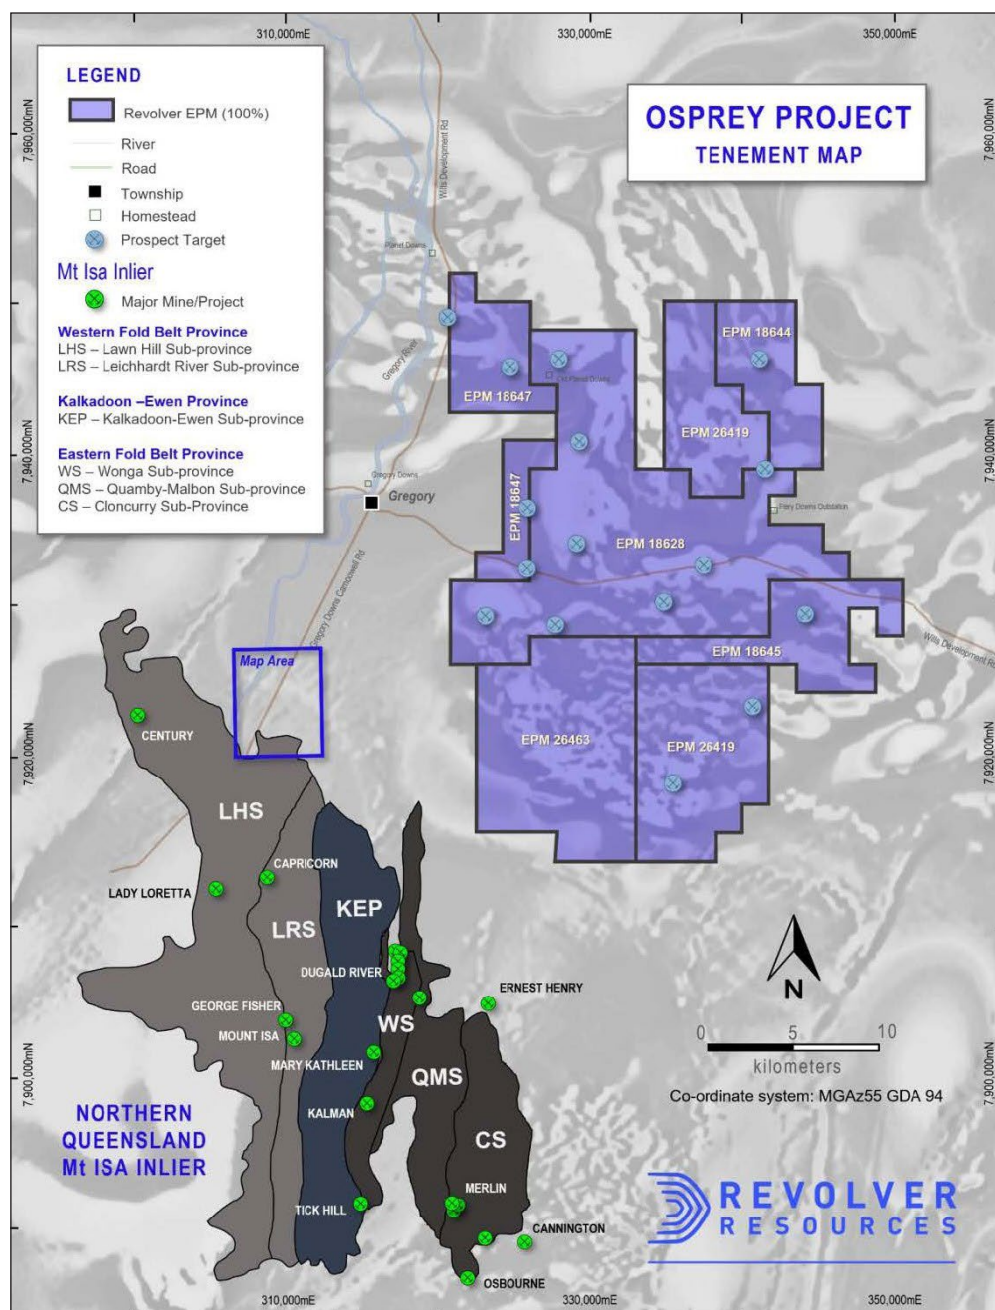 310,000mE
330,000mE
350,000mE
7,960,000mN
7,960,000mN
LEGEND
Revolver EPM (100%)
River
Road
Township
Homestead
Prospect Target
Mt Isa Inlier
Major Mine/Project
Western Fold Belt Province
LHS – Lawn Hill Sub-province
LRS – Leichhardt River Sub-province
Kalkadoon –Ewen Province
KEP – Kalkadoon-Ewen Sub-province
Eastern Fold Belt Province
WS – Wonga Sub-province
QMS – Quamby-Malbon Sub-province
CS – Cloncurry Sub-Province
OSPREY PROJECT
TENEMENT MAP
Wills Development Rd
Planet Downs
Gregory River
EPM 18644
Old Planet Downs
EPM 18647
EPM 26419
7,940,000mN
7,940,000mN
Gregory Downs
Gregory
EPM 18647
Fiery Downs Outstation
EPM 18628
Gregory Downs Camooweal Rd
Wills Development Rd
EPM 18645
Map Area
CENTURY
EPM 26463
EPM 26419
7,920,000mN
7,920,000mN
LHS
CAPRICORN
LADY LORETTA
KEP
LRS
DUGALD RIVER
ERNEST HENRY
GEORGE FISHER
WS
MOUNT ISA
MARY KATHLEEN
QMS
KALMAN
CS
MERLIN
TICK HILL
CANNINGTON
OSBOURNE
N
0 5 10
kilometers
Co-ordinate system: MGAz55 GDA 94
7,900,000mN
7,900,000mN
NORTHERN
QUEENSLAND
Mt ISA INLIER
REVOLVER
RESOURCES
310,000mE
330,000mE
350,000mE